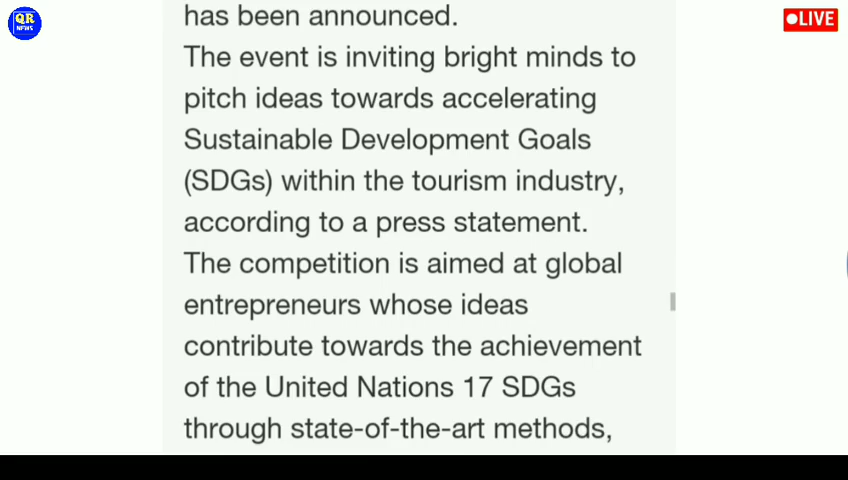 QR
NEWS
LIVE
has been announced.
The event is inviting bright minds to
pitch ideas towards accelerating
Sustainable Development Goals
(SDGs) within the tourism industry,
according to a press statement.
The competition is aimed at global
entrepreneurs whose ideas
contribute towards the achievement
of the United Nations 17 SDGs
through state-of-the-art methods,